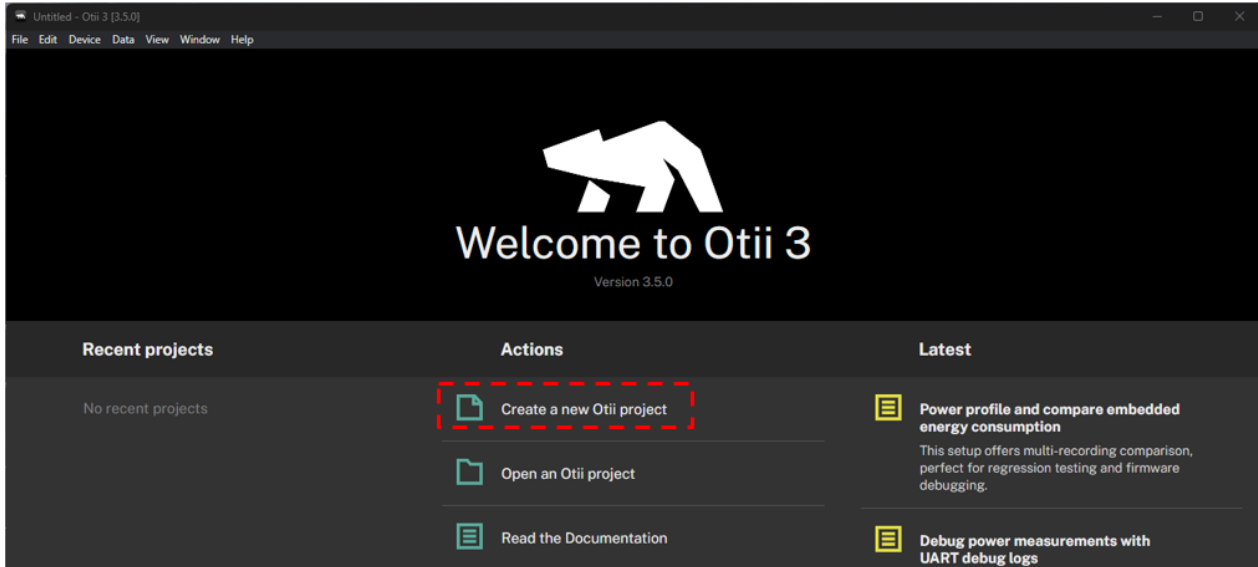 Untitled - Otii 3 [3.5.0]
File Edit Device Data View Window Help
Welcome to Otii 3
Version 3.5.0
Recent projects
No recent projects
Actions
Create a new Otii project
Open an Otii project
Read the Documentation
Latest
Power profile and compare embedded
energy consumption
This setup offers multi-recording comparison,
perfect for regression testing and firmware
debugging.
Debug power measurements with
UART debug logs